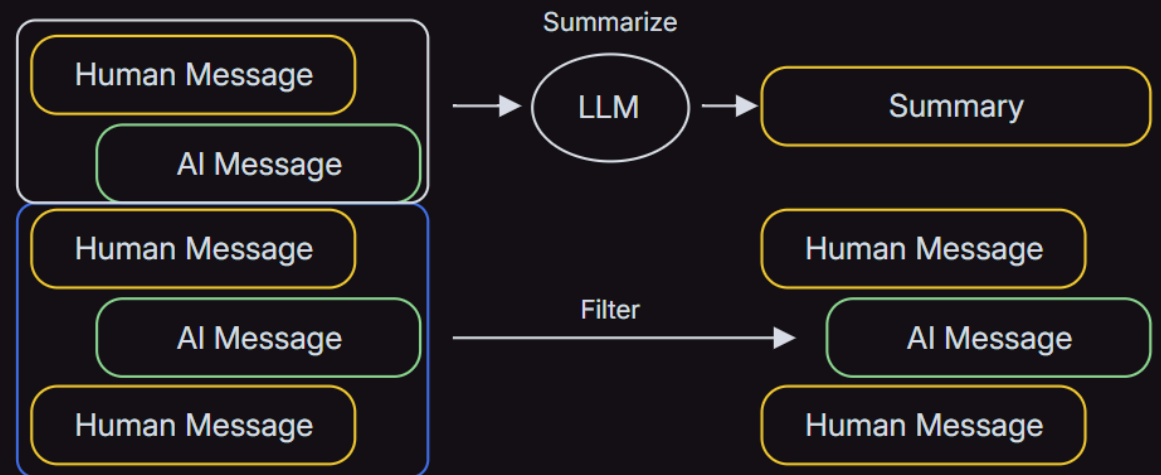 Summarize
Human Message
LLM
Summary
AI Message
Human Message
Human Message
Filter
AI Message
AI Message
Human Message
Human Message